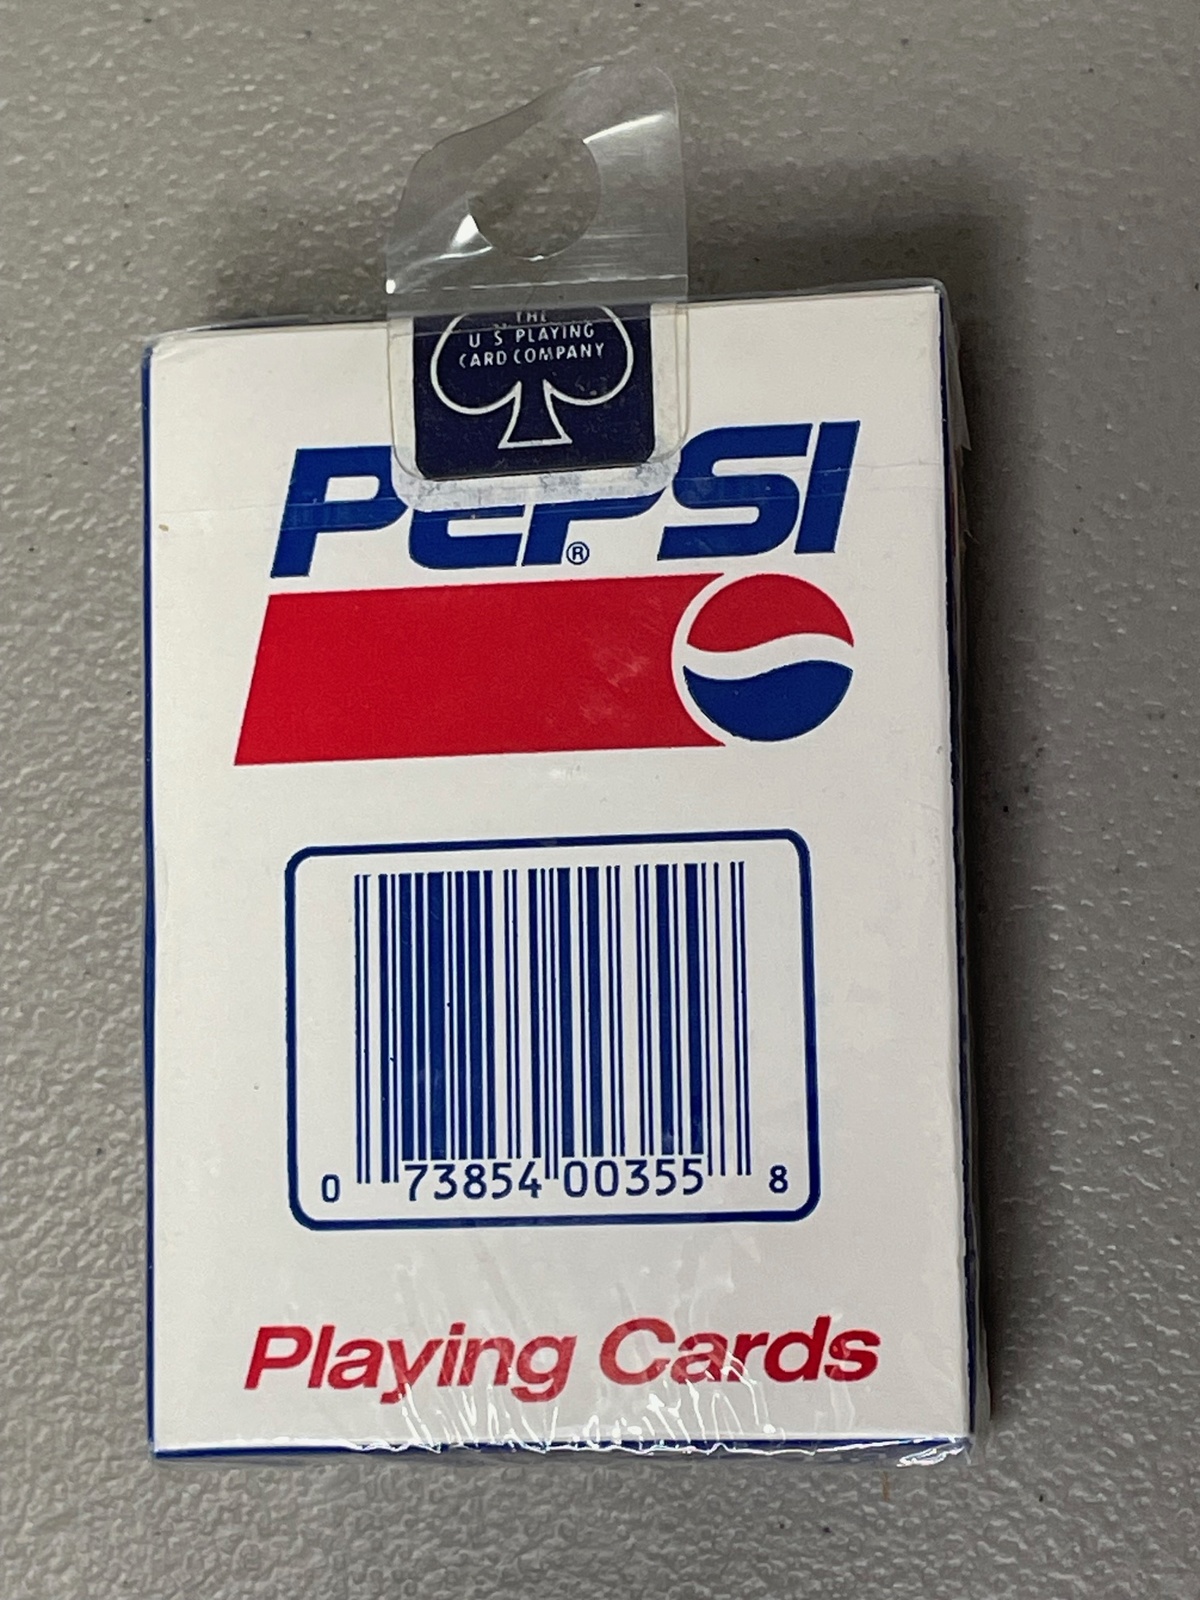 THE
U S PLAYING
CARD COMPANY
PEPSI
®
0 73854 00355 8
Playing Cards